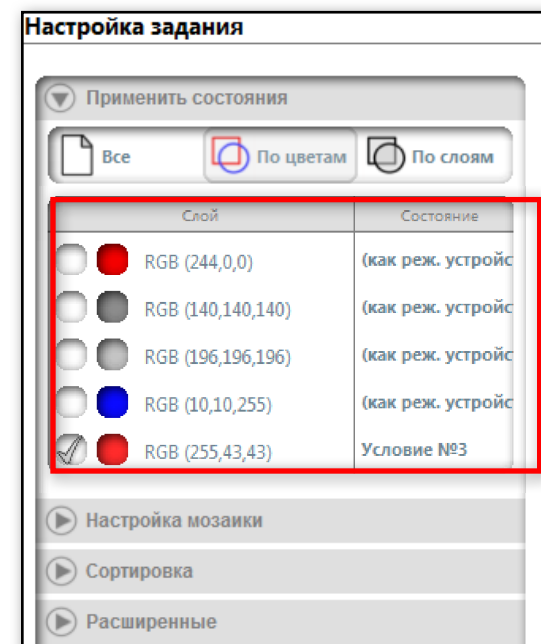 Настройка задания
Применить состояния
Все По цветам По слоям
Слой Состояние
RGB (244,0,0) (как реж. устройс
RGB (140,140,140) (как реж. устройс
RGB (196,196,196) (как реж. устройс
RGB (10,10,255) (как реж. устройс
RGB (255,43,43) Условие №3
Настройка мозаики
Сортировка
Расширенные